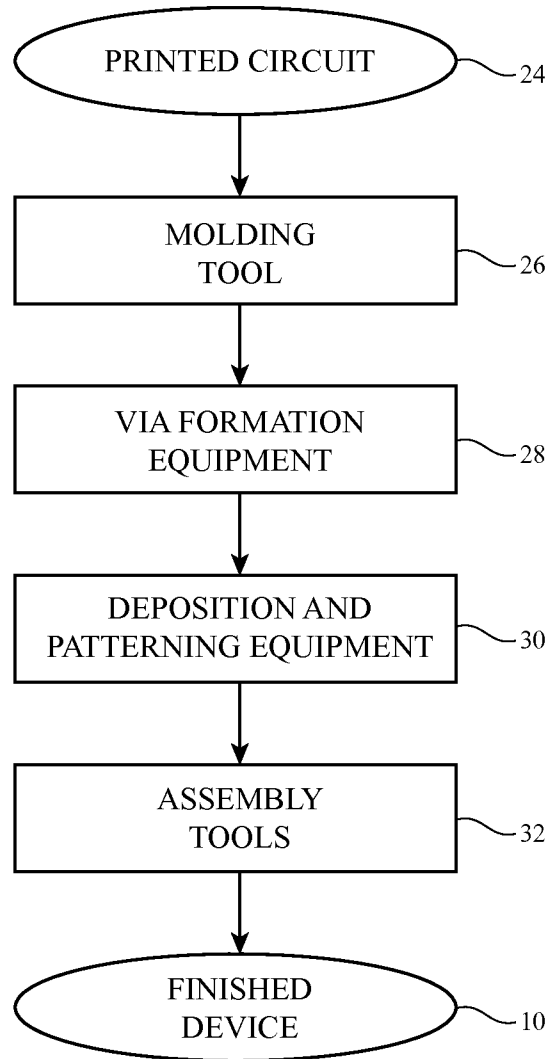 PRINTED CIRCUIT
24
MOLDING
TOOL
26
VIA FORMATION
EQUIPMENT
28
DEPOSITION AND
PATTERNING EQUIPMENT
30
ASSEMBLY
TOOLS
32
FINISHED
DEVICE
10